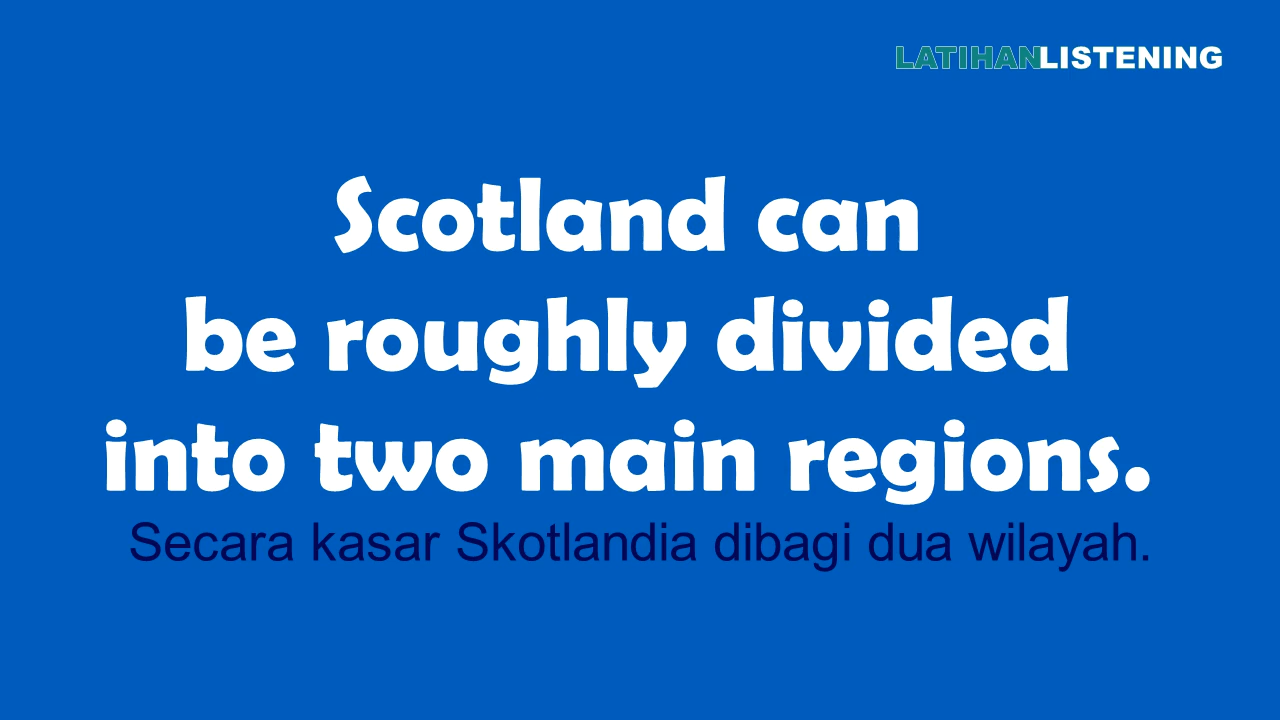 LATIHANLISTENING
Scotland can
be roughly divided
into two main regions.
Secara kasar Skotlandia dibagi dua wilayah.